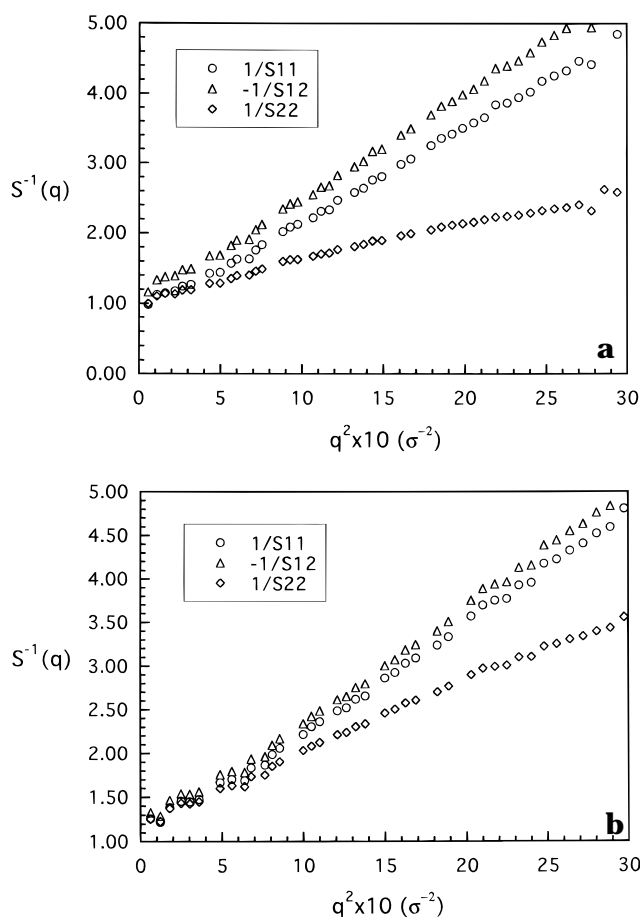 5.00
○ 1/S11
△ -1/S12
◇ 1/S22
4.00
3.00
S⁻¹(q)
2.00
1.00
0.00
a
0 5 10 15 20 25 30
q²x10 (σ⁻²)
5.00
○ 1/S11
△ -1/S12
◇ 1/S22
4.50
4.00
3.50
S⁻¹(q)
3.00
2.50
2.00
1.50
1.00
b
0 5 10 15 20 25 30
q²x10 (σ⁻²)